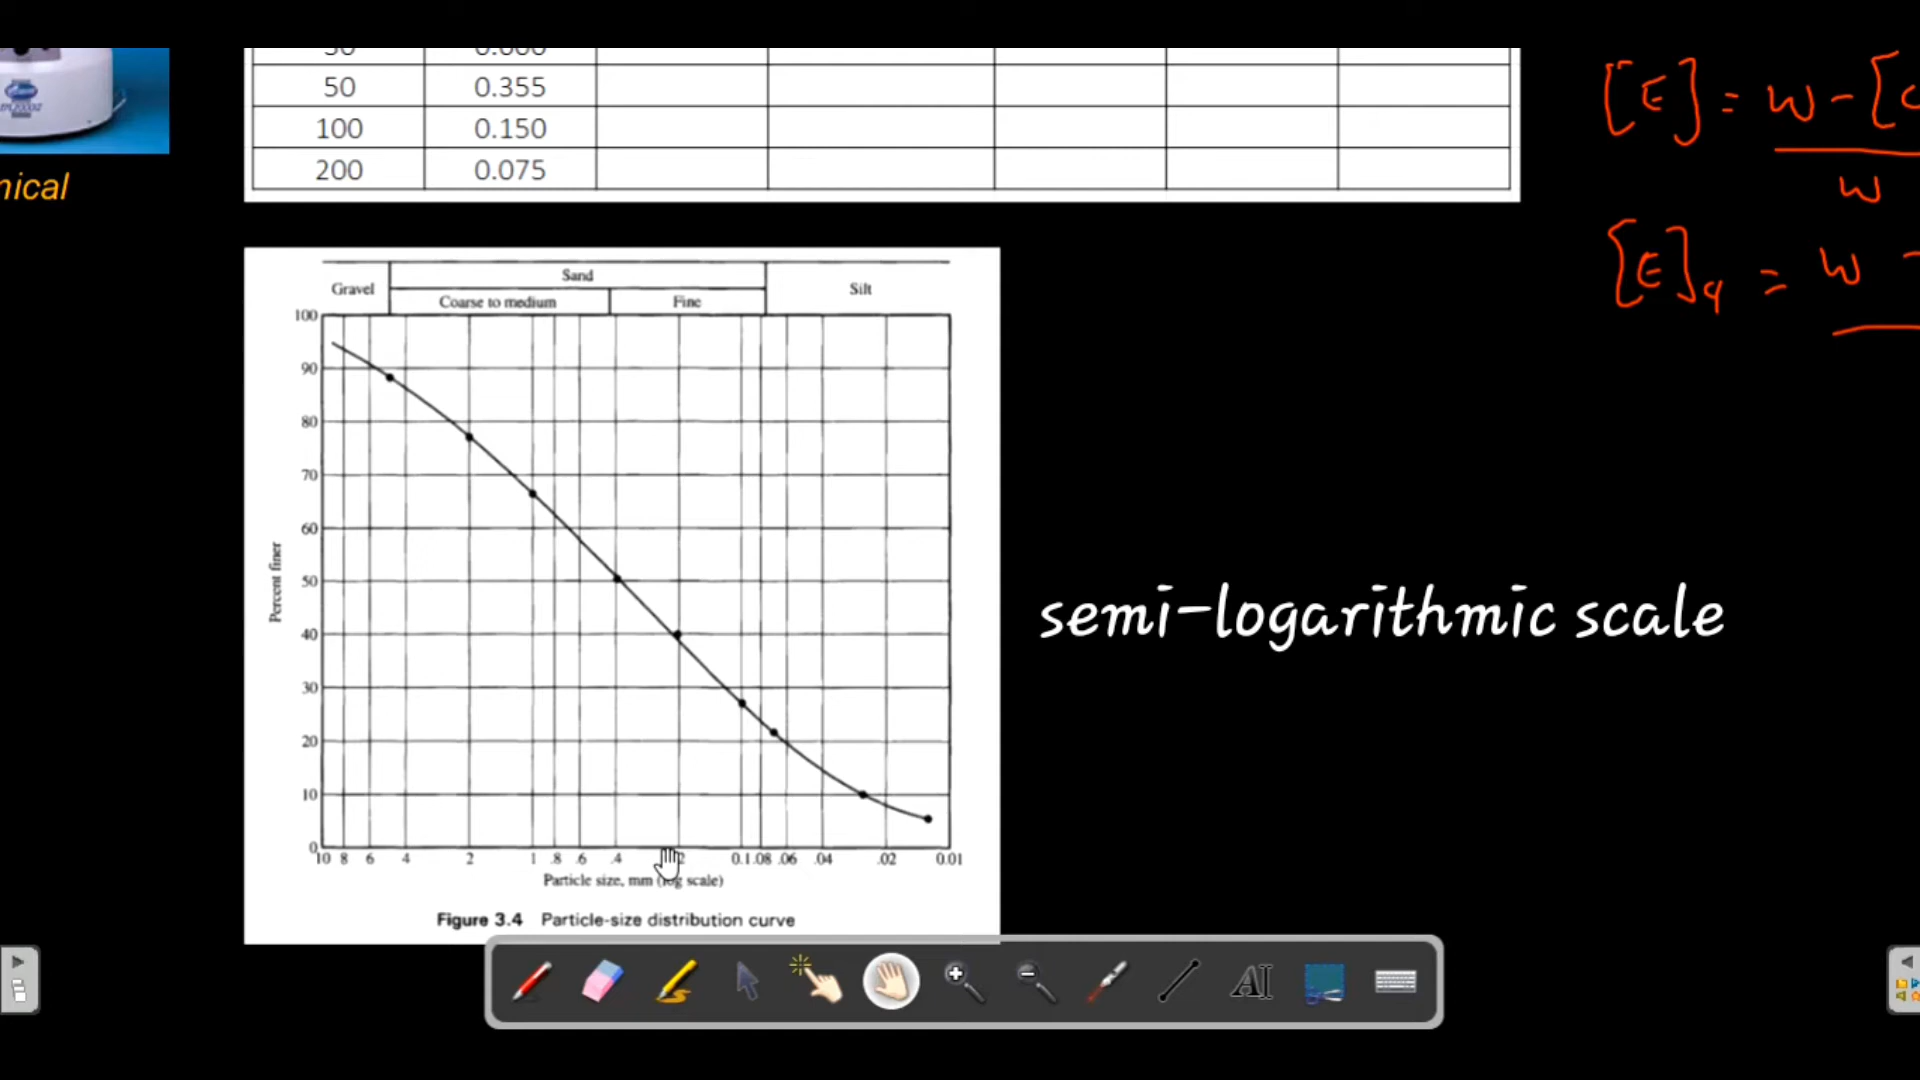 50 0.355
100 0.150
200 0.075
nical
[E] = w - [c
w
[E]4 = w -
Sand
Gravel
Silt
Coarse to medium
Fine
100
90
80
70
60
50
40
30
20
10
0
Percent finer
10 8 6 4 2 1 .8 .6 .4 0.1 .08 .06 .04 .02 0.01
Particle size, mm (log scale)
Figure 3.4 Particle-size distribution curve
semi-logarithmic scale
AI